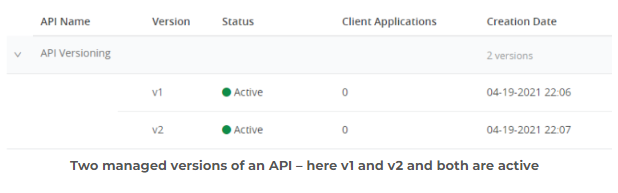 API Name Version Status Client Applications Creation Date
API Versioning 2 versions
v1 Active 0 04-19-2021 22:06
v2 Active 0 04-19-2021 22:07
Two managed versions of an API – here v1 and v2 and both are active